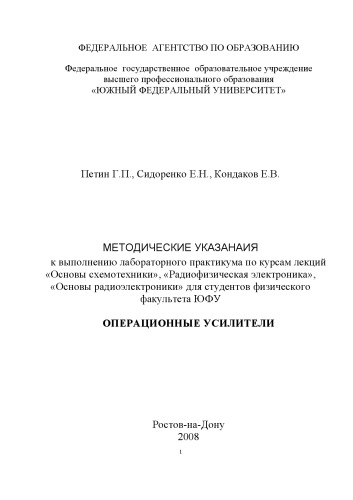 ФЕДЕРАЛЬНОЕ АГЕНТСТВО ПО ОБРАЗОВАНИЮ
Федеральное государственное образовательное учреждение
высшего профессионального образования
«ЮЖНЫЙ ФЕДЕРАЛЬНЫЙ УНИВЕРСИТЕТ»
Петин Г.П., Сидоренко Е.Н., Кондаков Е.В.
МЕТОДИЧЕСКИЕ УКАЗАНАИЯ
к выполнению лабораторного практикума по курсам лекций
«Основы схемотехники», «Радиофизическая электроника»,
«Основы радиоэлектроники» для студентов физического
факультета ЮФУ
ОПЕРАЦИОННЫЕ УСИЛИТЕЛИ
Ростов-на-Дону
2008
1